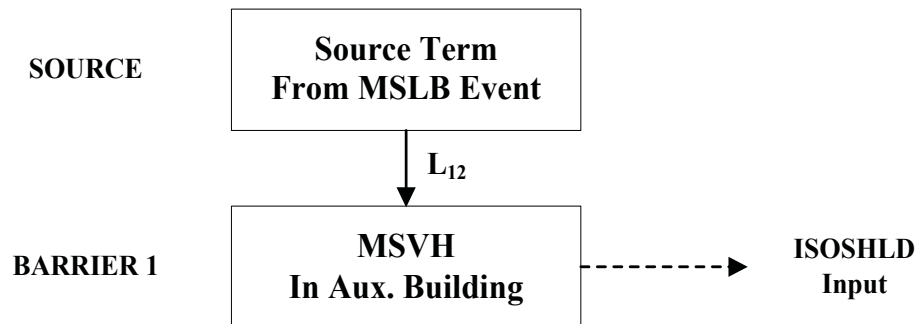 SOURCE
Source Term
From MSLB Event
L₁₂
BARRIER 1
MSVH
In Aux. Building
ISOSHLD
Input